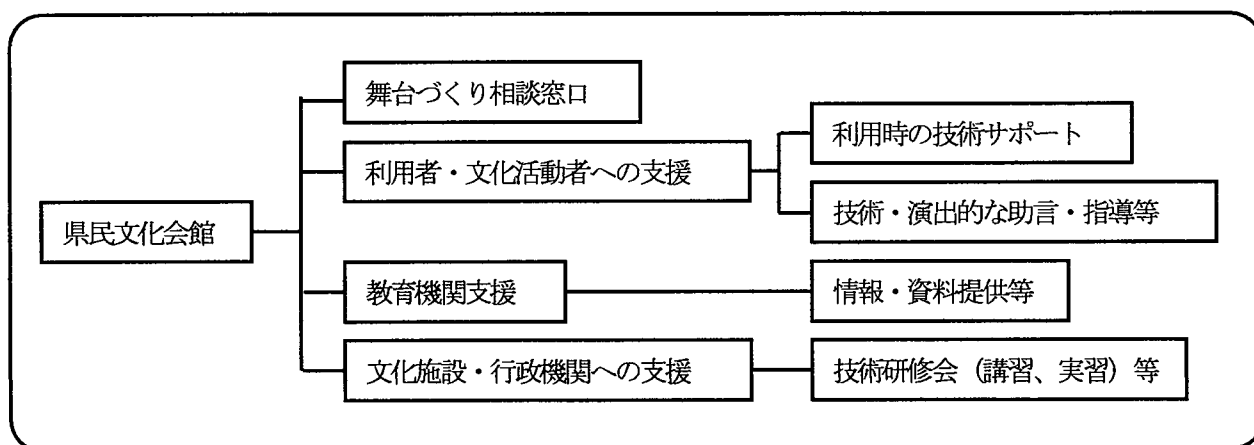 舞台づくり相談窓口
利用時の技術サポート
利用者・文化活動者への支援
技術・演出的な助言・指導等
県民文化会館
教育機関支援
情報・資料提供等
文化施設・行政機関への支援
技術研修会（講習、実習）等